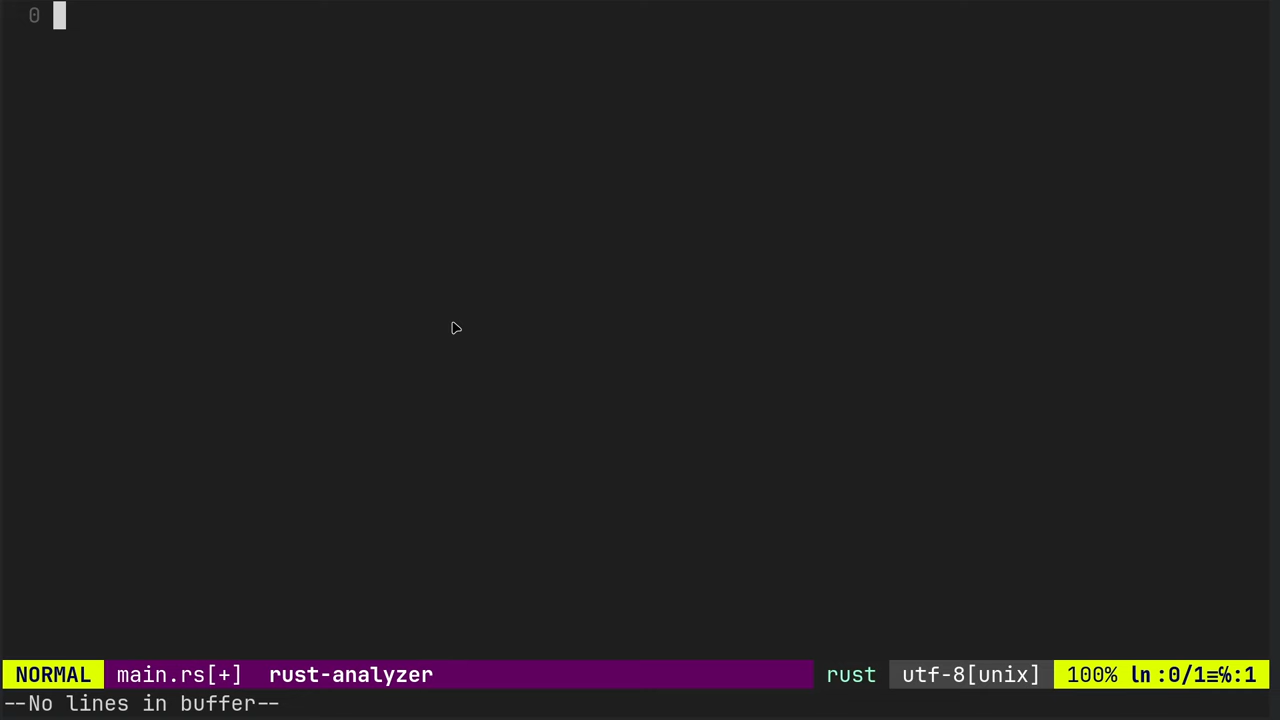 0
NORMAL main.rs[+] rust-analyzer rust utf-8[unix] 100% ln:0/1≡℅:1
--No lines in buffer--